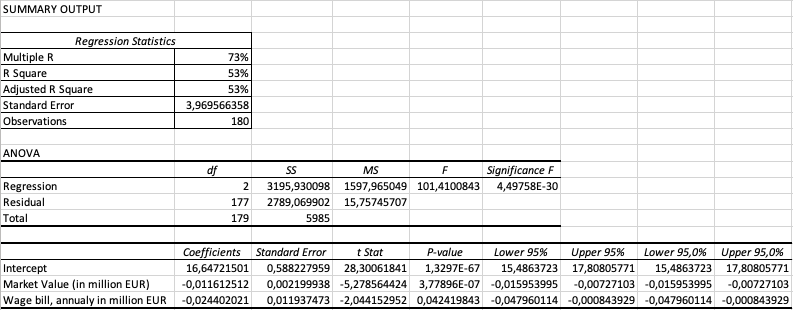 SUMMARY OUTPUT
Regression Statistics
Multiple R 73%
R Square 53%
Adjusted R Square 53%
Standard Error 3,969566358
Observations 180
ANOVA
df SS MS F Significance F
Regression 2 3195,930098 1597,965049 101,4100843 4,49758E-30
Residual 177 2789,069902 15,75745707
Total 179 5985
Coefficients Standard Error t Stat P-value Lower 95% Upper 95% Lower 95,0% Upper 95,0%
Intercept 16,64721501 0,588227959 28,30061841 1,3297E-67 15,4863723 17,80805771 15,4863723 17,80805771
Market Value (in million EUR) -0,011612512 0,002199938 -5,278564424 3,77896E-07 -0,015953995 -0,00727103 -0,015953995 -0,00727103
Wage bill, annualy in million EUR -0,024402021 0,011937473 -2,044152952 0,042419843 -0,047960114 -0,000843929 -0,047960114 -0,000843929